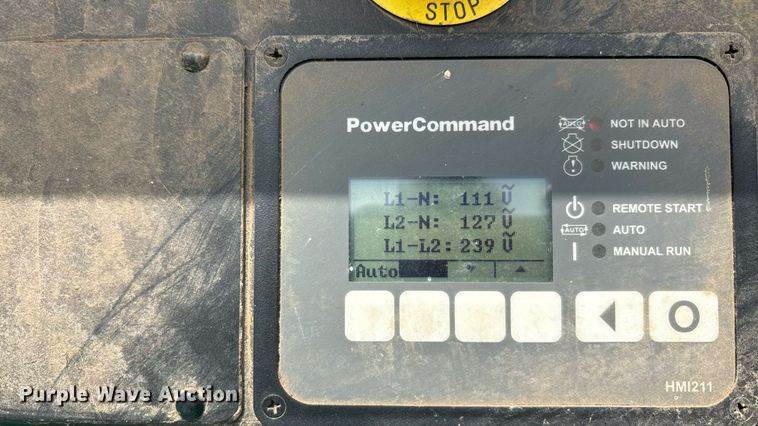 STOP
PowerCommand
AUTO NOT IN AUTO
SHUTDOWN
WARNING
L1-N: 111 V
L2-N: 127 V
L1-L2: 239 V
Auto
REMOTE START
AUTO AUTO
MANUAL RUN
HMI211
Purple Wave Auction